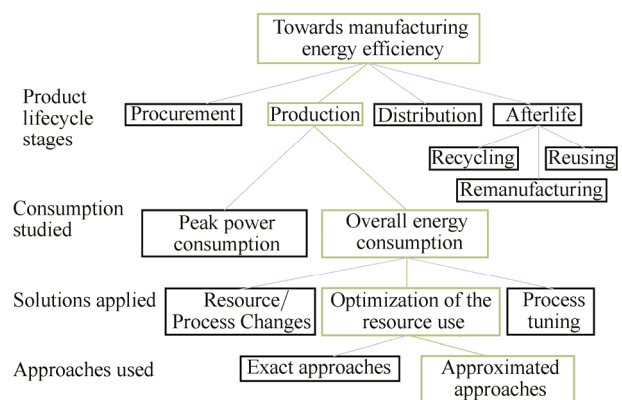 Towards manufacturing
energy efficiency
Product
lifecycle
stages
Procurement
Production
Distribution
Afterlife
Recycling
Reusing
Remanufacturing
Consumption
studied
Peak power
consumption
Overall energy
consumption
Solutions applied
Resource/
Process Changes
Optimization of the
resource use
Process
tuning
Approaches used
Exact approaches
Approximated
approaches